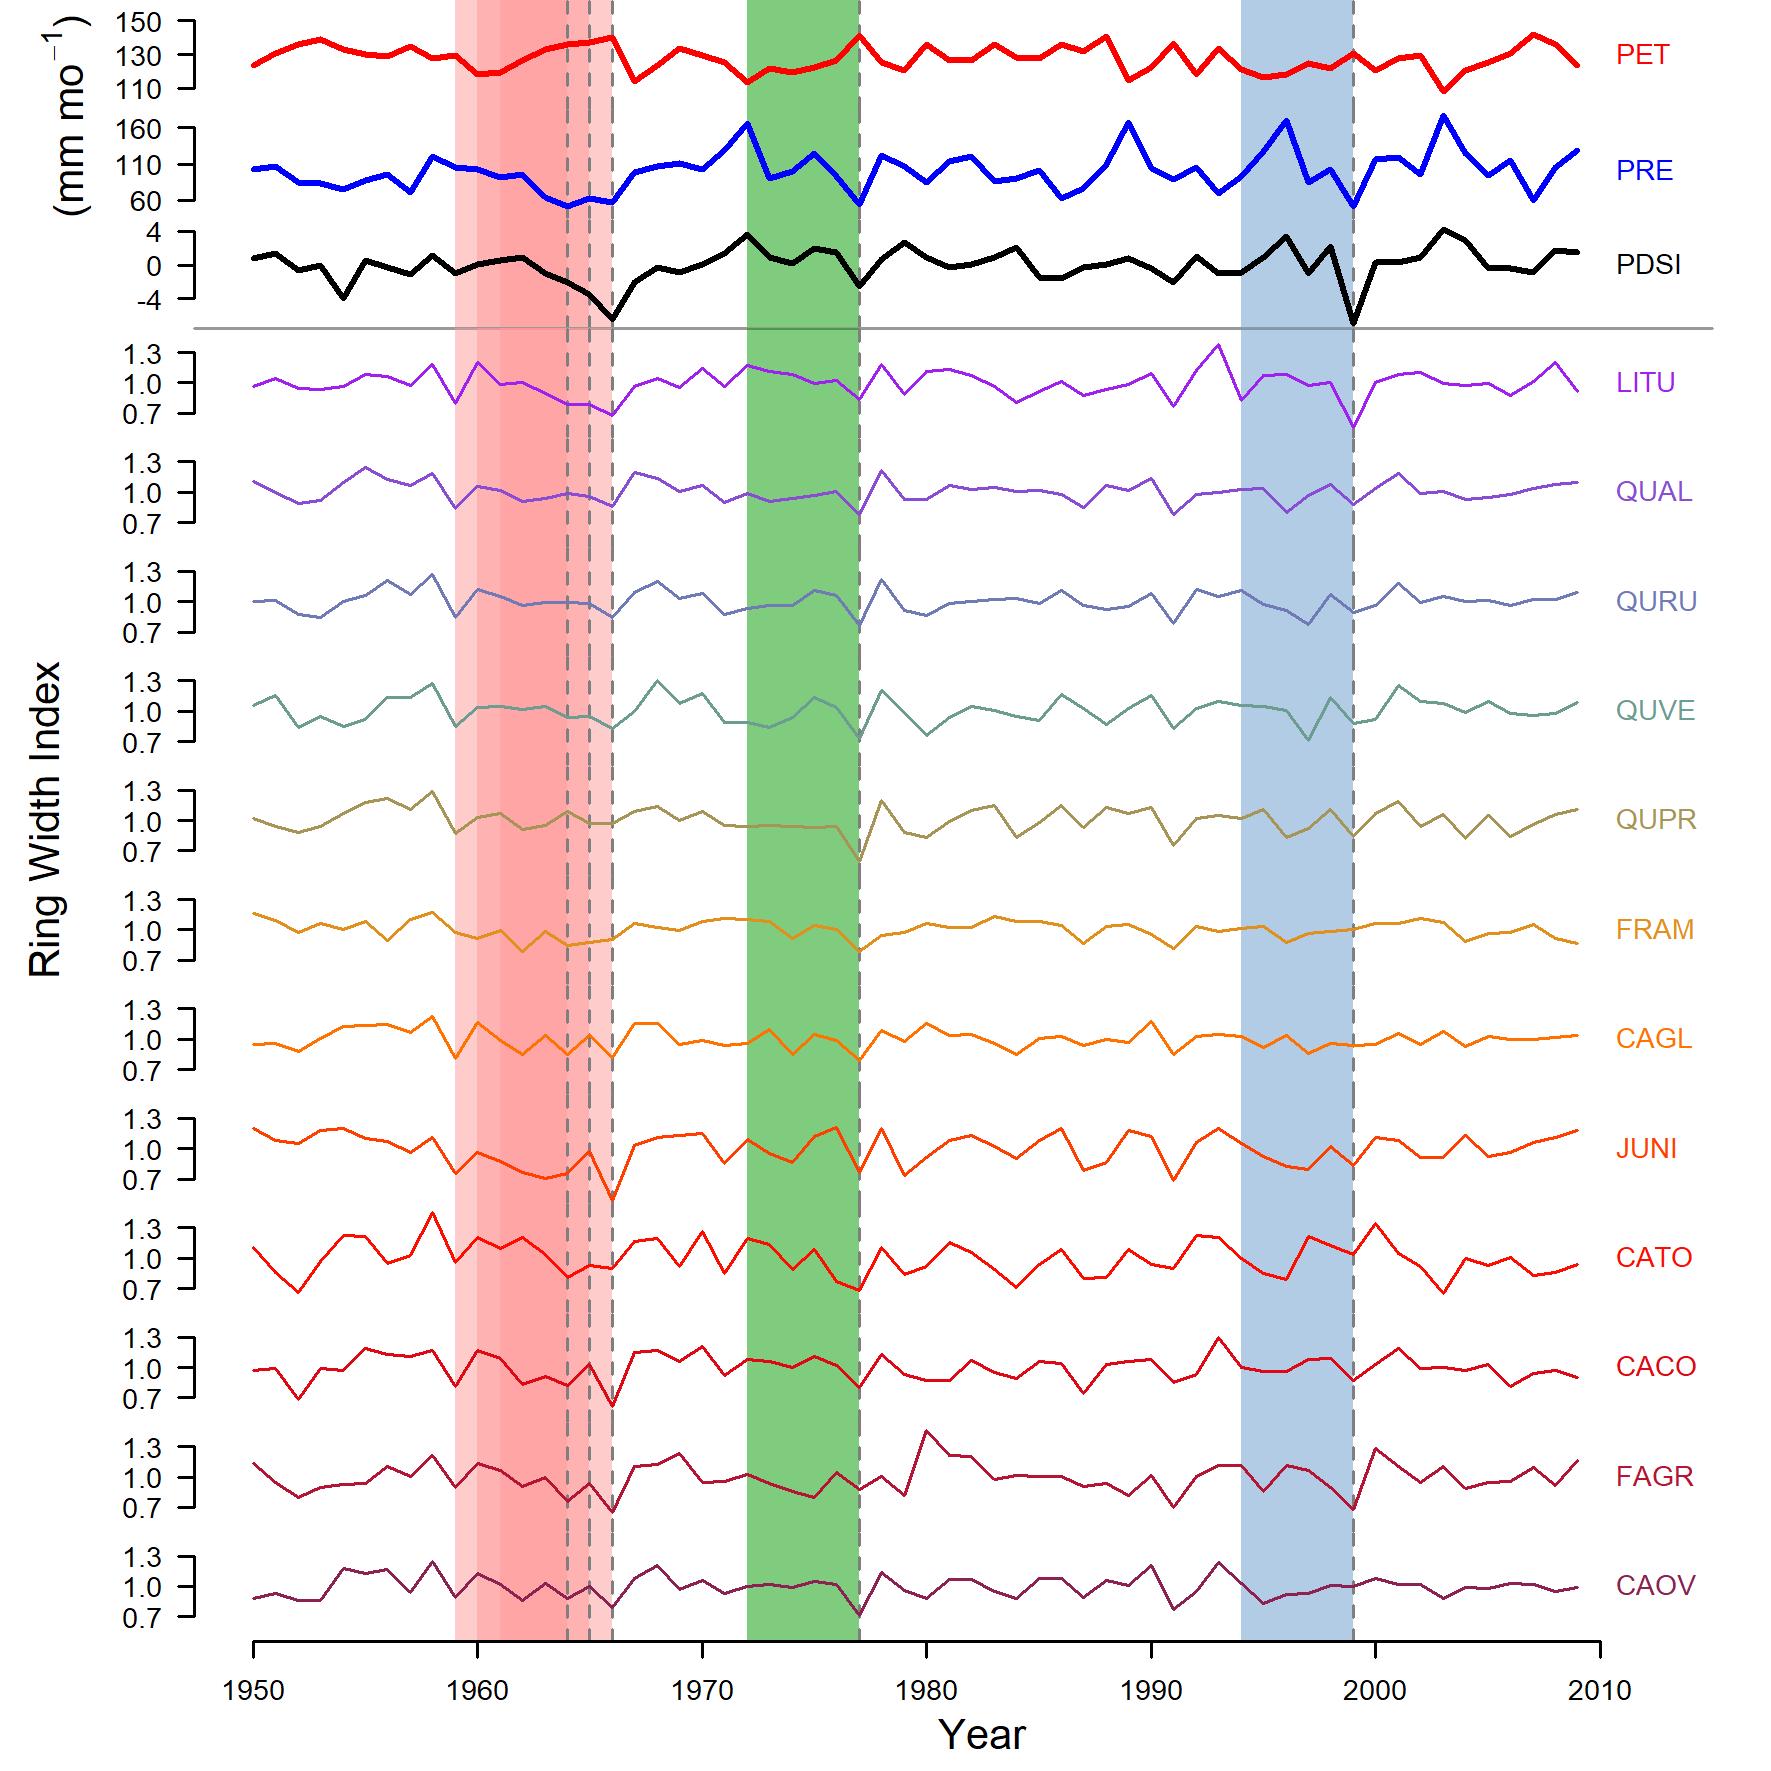 (mm mo⁻¹)
150
130
110
PET
160
110
60
PRE
4
0
-4
PDSI
Ring Width Index
1.3
1.0
0.7
LITU
1.3
1.0
0.7
QUAL
1.3
1.0
0.7
QURU
1.3
1.0
0.7
QUVE
1.3
1.0
0.7
QUPR
1.3
1.0
0.7
FRAM
1.3
1.0
0.7
CAGL
1.3
1.0
0.7
JUNI
1.3
1.0
0.7
CATO
1.3
1.0
0.7
CACO
1.3
1.0
0.7
FAGR
1.3
1.0
0.7
CAOV
1950 1960 1970 1980 1990 2000 2010
Year